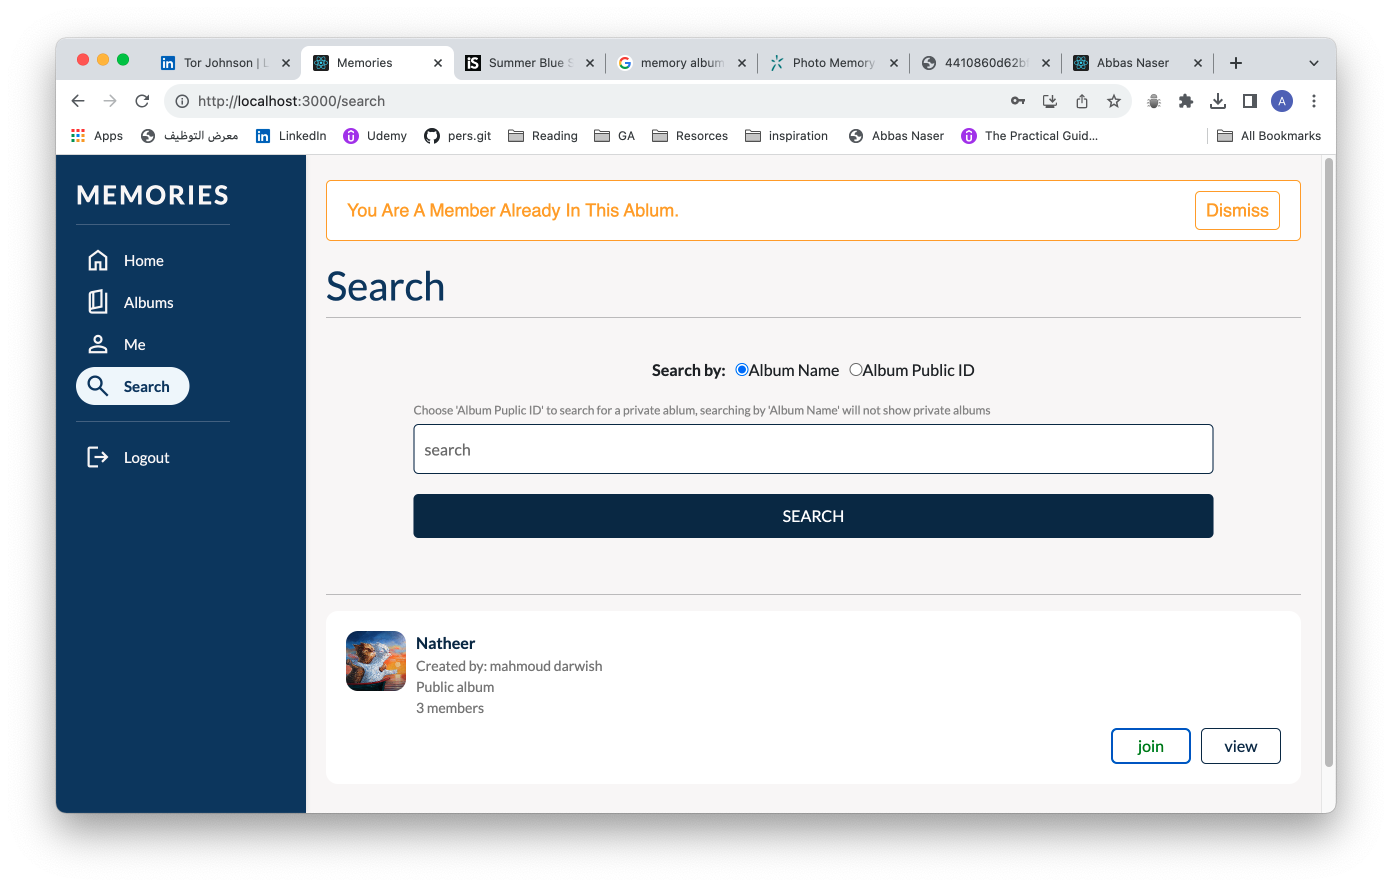 Tor Johnson | L
Memories
iS
Summer Blue S
memory album
Photo Memory
4410860d62b
Abbas Naser
http://localhost:3000/search
A
Apps
معرض التوظيف
LinkedIn
Udemy
pers.git
Reading
GA
Resorces
inspiration
Abbas Naser
The Practical Guid...
All Bookmarks
MEMORIES
Home
Albums
Me
Search
Logout
You Are A Member Already In This Ablum.
Dismiss
Search
Search by: Album Name Album Public ID
Choose 'Album Puplic ID' to search for a private ablum, searching by 'Album Name' will not show private albums
search
SEARCH
Natheer
Created by: mahmoud darwish
Public album
3 members
join
view